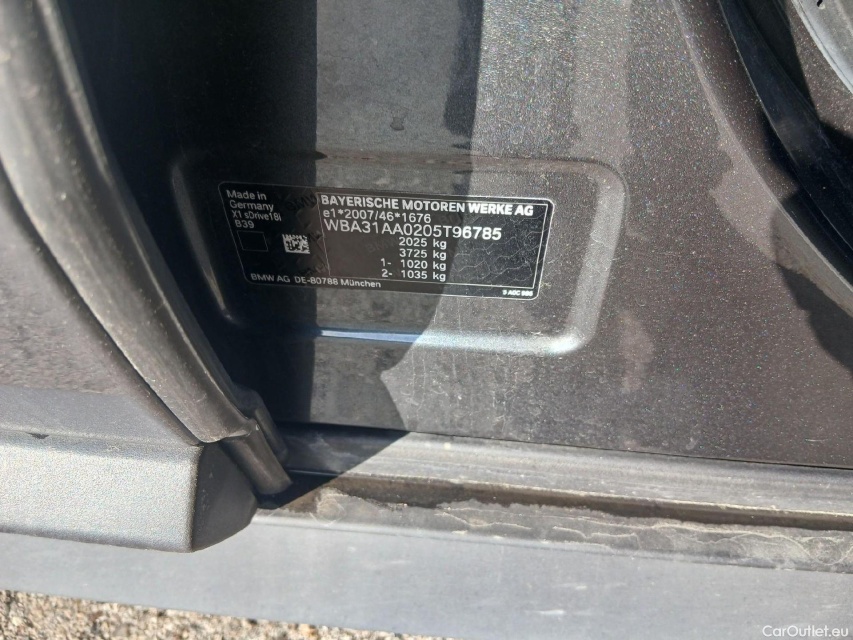 Made in
Germany
X1 sDrive18i
B39
BAYERISCHE MOTOREN WERKE AG
e1*2007/46*1676
WBA31AA0205T96785
2025 kg
3725 kg
1- 1020 kg
2- 1035 kg
BMW AG DE-80788 München
CarOutlet.eu